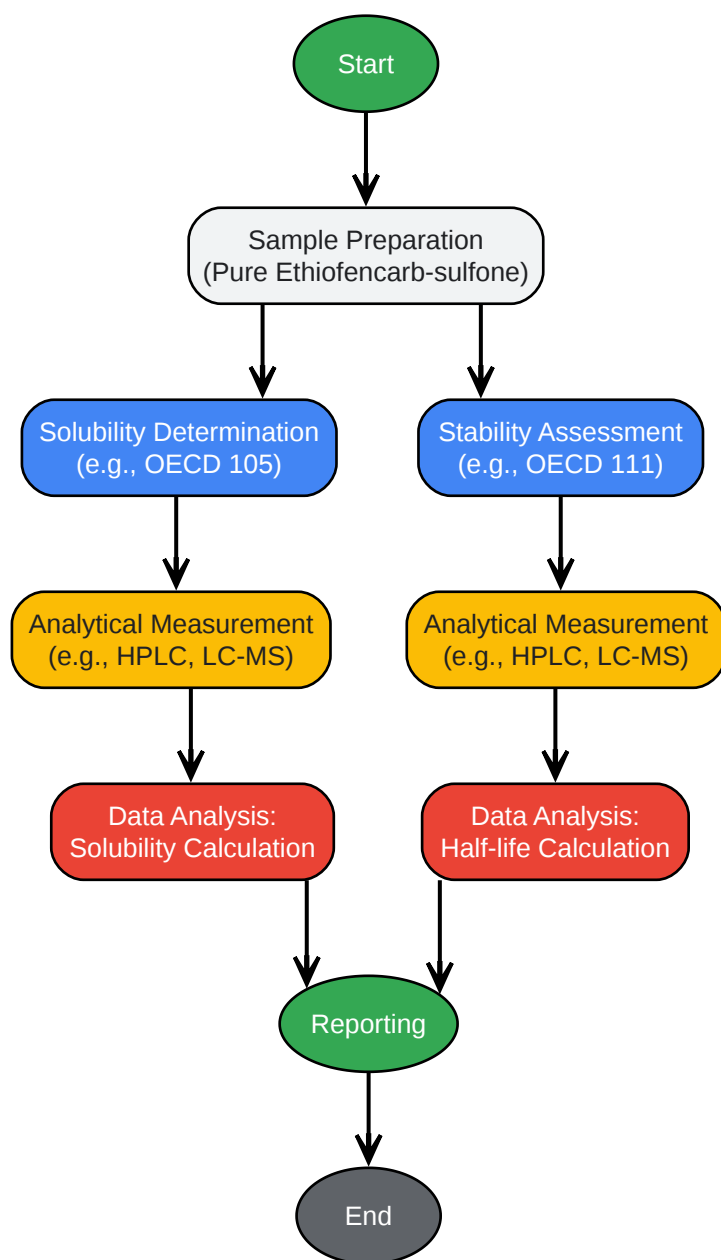 Start
Sample Preparation
(Pure Ethiofencarb-sulfone)
Solubility Determination
(e.g., OECD 105)
Stability Assessment
(e.g., OECD 111)
Analytical Measurement
(e.g., HPLC, LC-MS)
Analytical Measurement
(e.g., HPLC, LC-MS)
Data Analysis:
Solubility Calculation
Data Analysis:
Half-life Calculation
Reporting
End